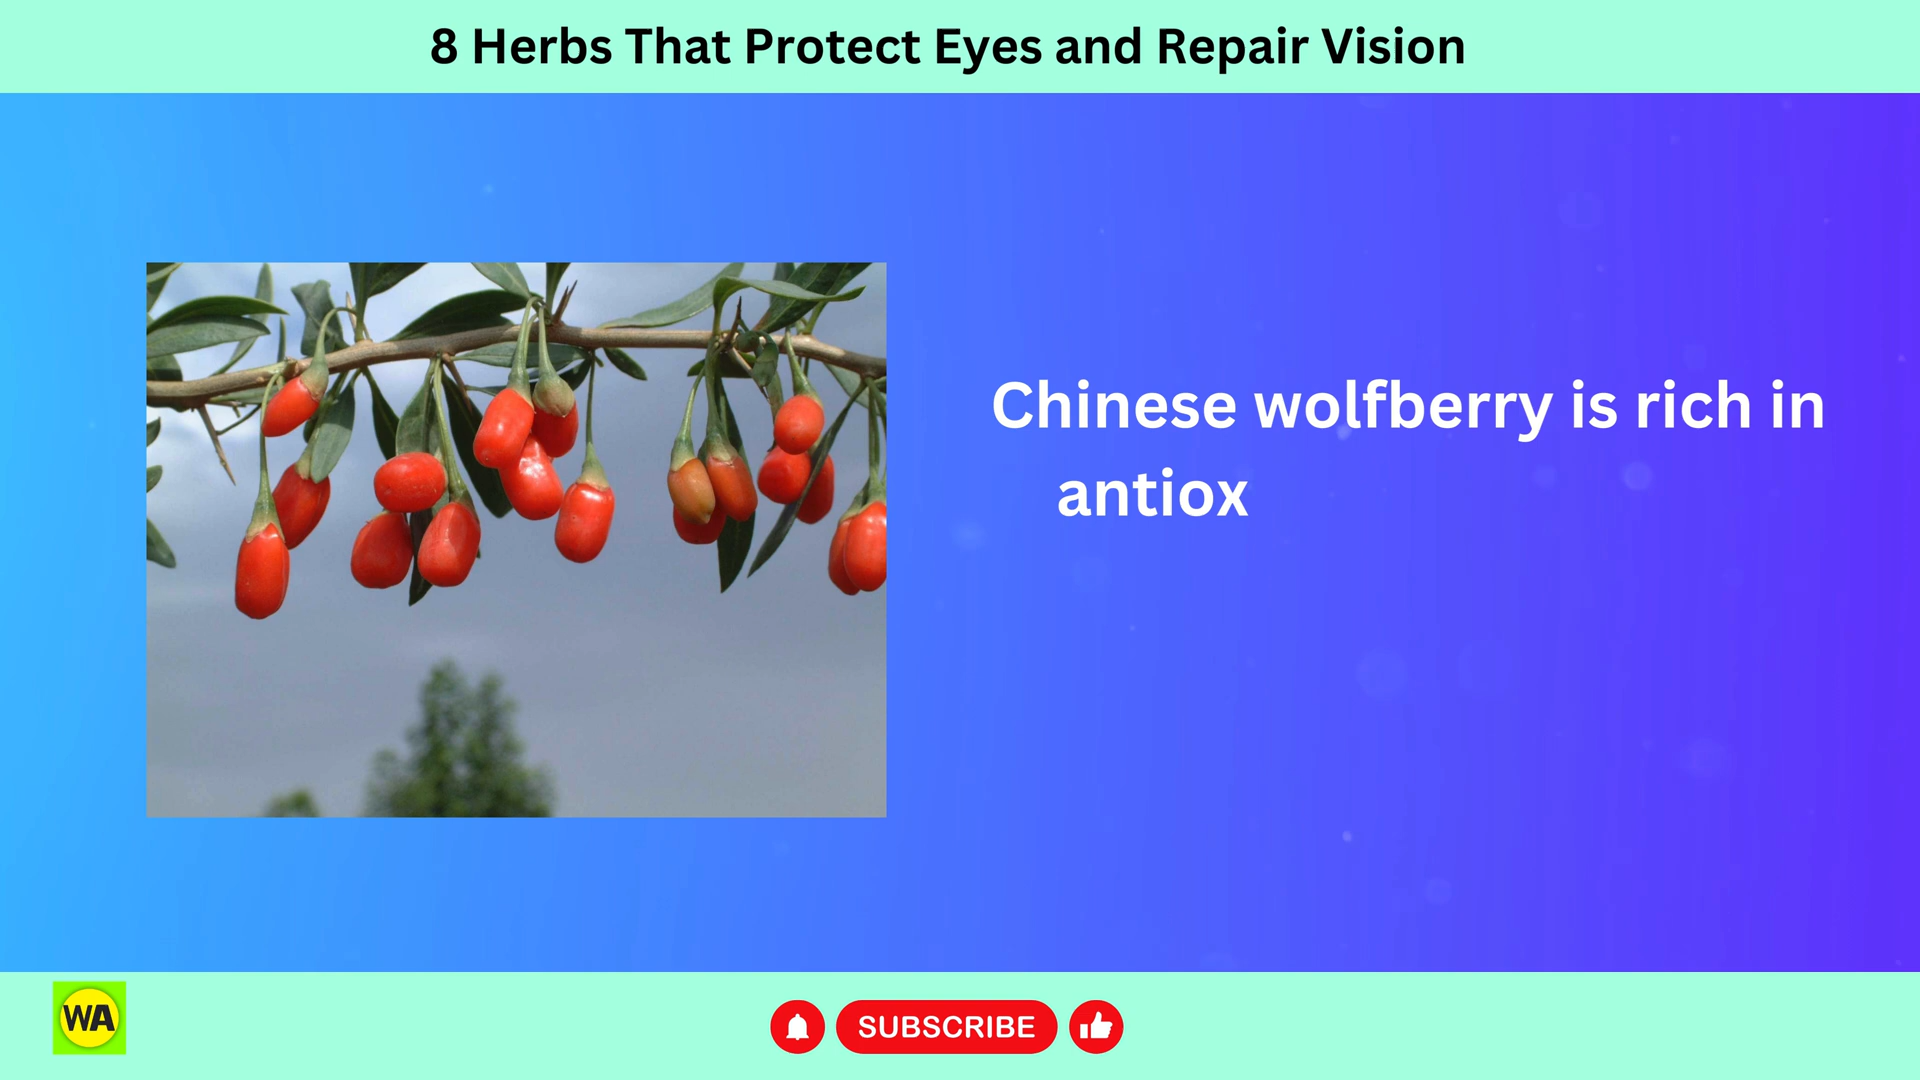 8 Herbs That Protect Eyes and Repair Vision
Chinese wolfberry is rich in
antiox
WA
SUBSCRIBE